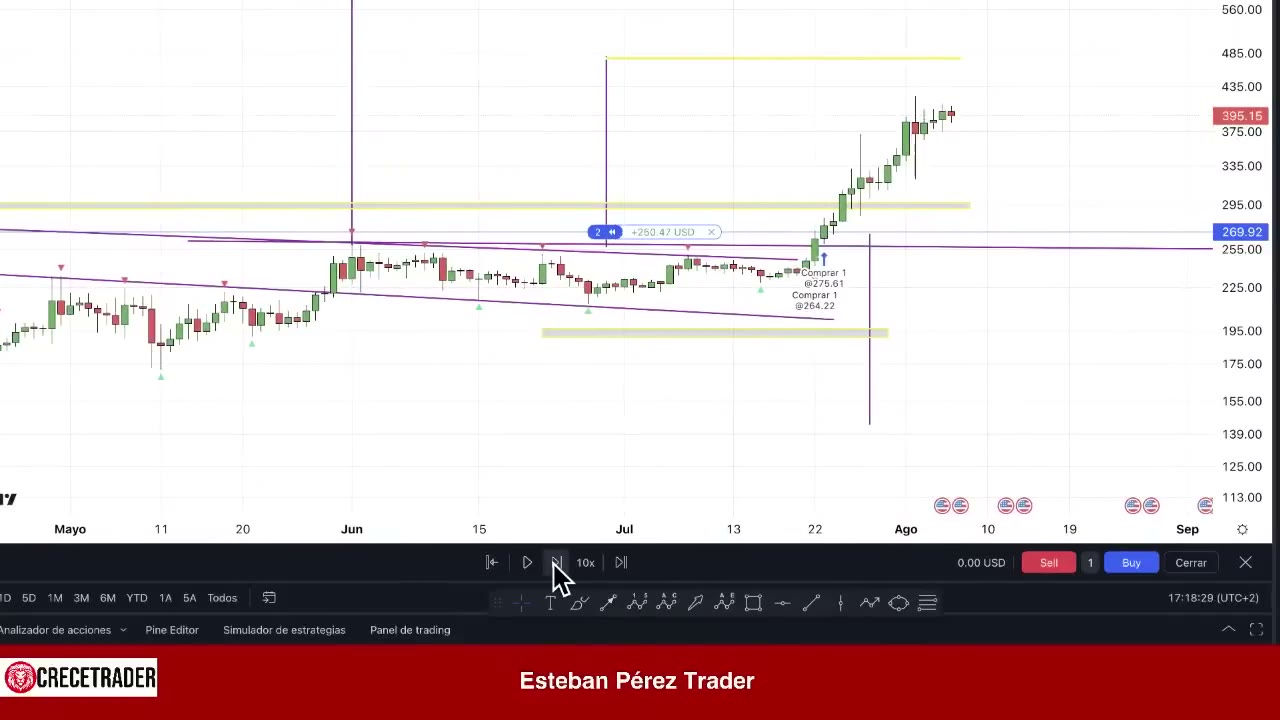 560.00
485.00
435.00
395.15
375.00
335.00
295.00
2 +250.47 USD
269.92
255.00
Comprar 1
@275.61
Comprar 1
@264.22
225.00
195.00
175.00
155.00
139.00
125.00
113.00
Mayo 11 20 Jun 15 Jul 13 22 Ago 10 19 Sep
10x 0.00 USD Sell 1 Buy Cerrar
1D 5D 1M 3M 6M YTD 1A 5A Todos 17:18:29 (UTC+2)
Analizador de acciones Pine Editor Simulador de estrategias Panel de trading
CRECETRADER
Esteban Pérez Trader